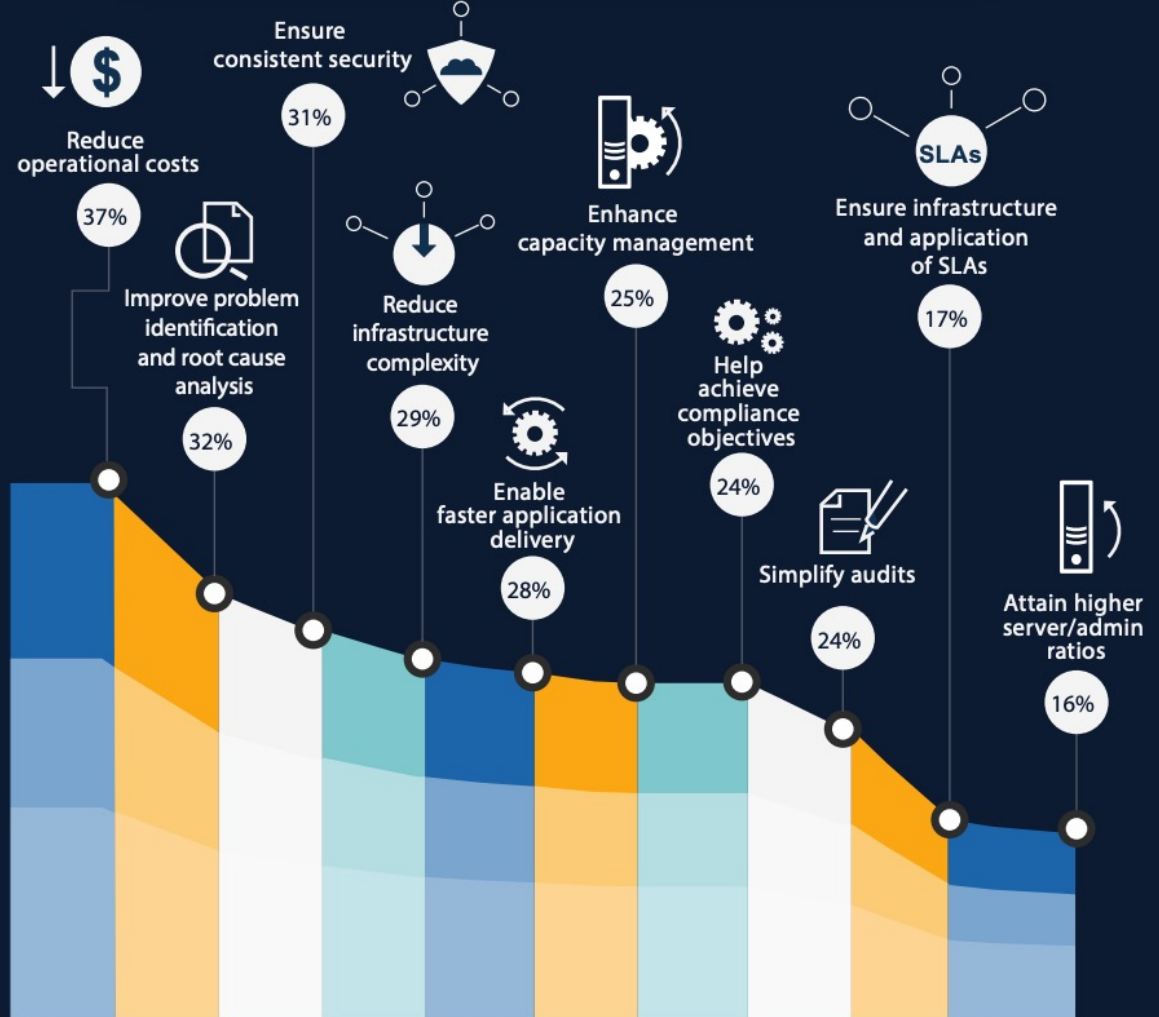 $
Reduce
operational costs
37%
Improve problem
identification
and root cause
analysis
32%
Ensure
consistent security
31%
Reduce
infrastructure
complexity
29%
Enable
faster application
delivery
28%
Enhance
capacity management
25%
Help
achieve
compliance
objectives
24%
Simplify audits
24%
SLAs
Ensure infrastructure
and application
of SLAs
17%
Attain higher
server/admin
ratios
16%